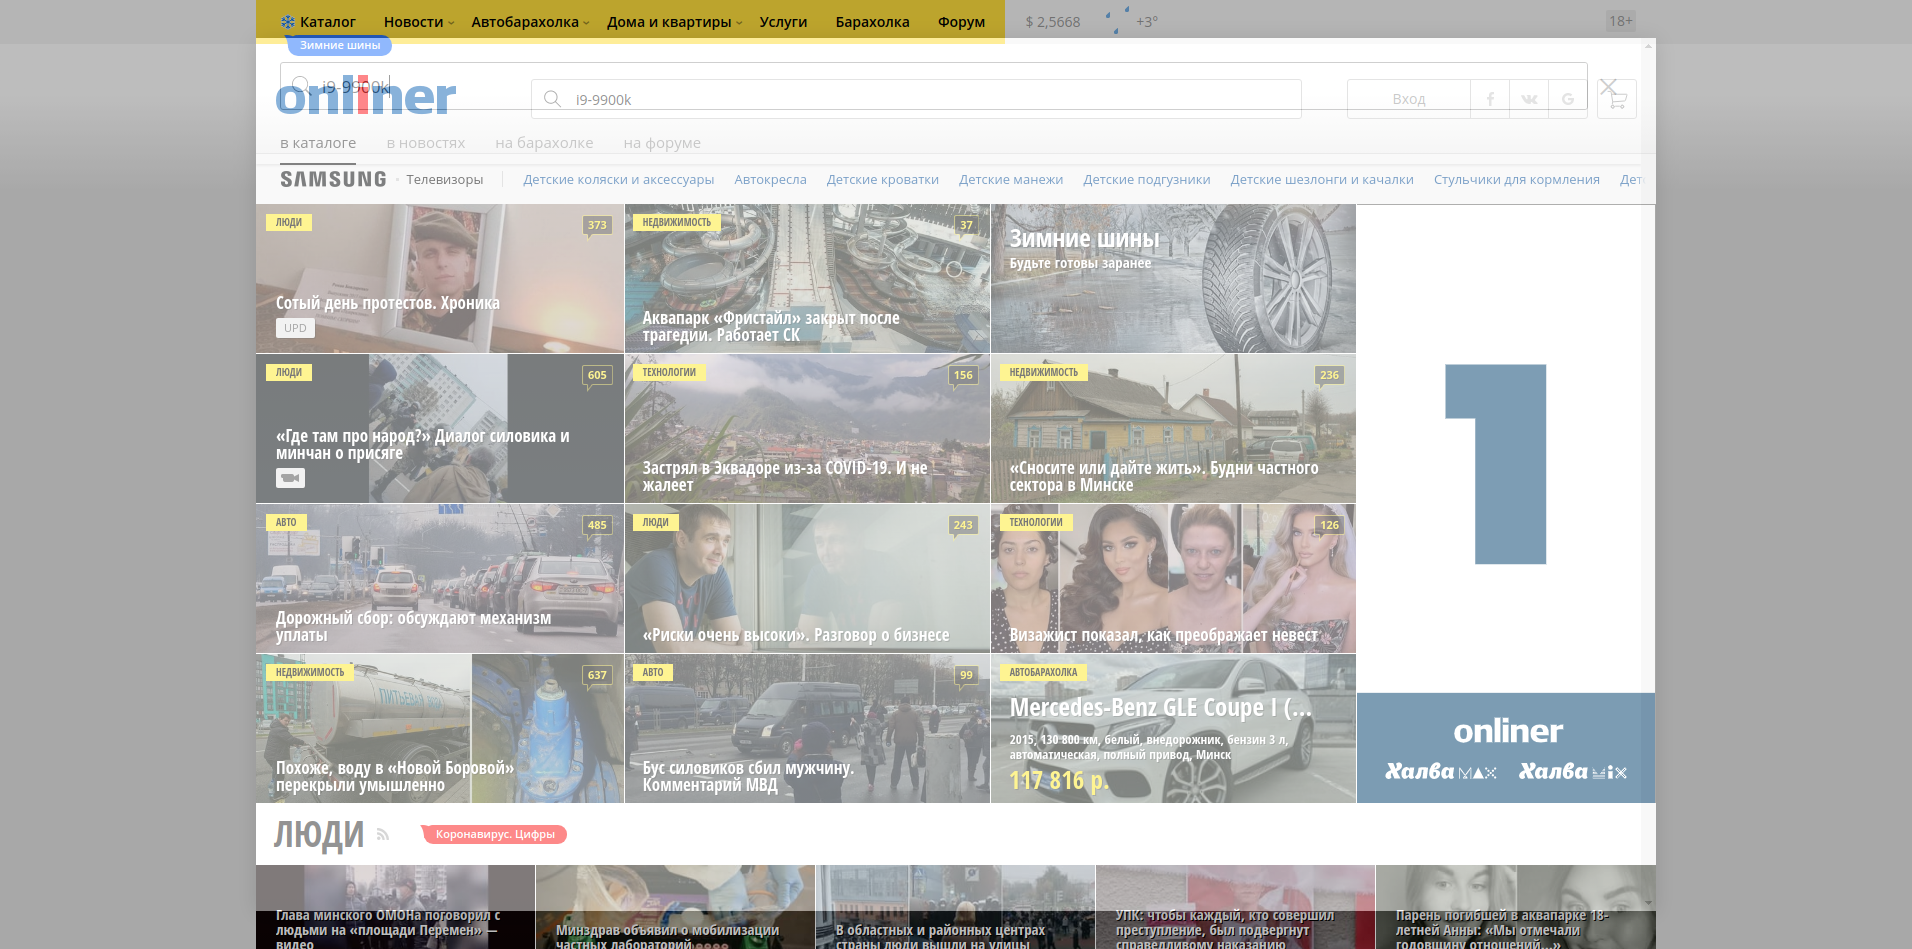 Каталог
Новости
Автобарахолка
Дома и квартиры
Услуги
Барахолка
Форум
$ 2,5668
+3°
18+
Зимние шины
i9-9900k
onliner
i9-9900k
Вход
в каталоге
в новостях
на барахолке
на форуме
SAMSUNG
Телевизоры
Детские коляски и аксессуары
Автокресла
Детские кроватки
Детские манежи
Детские подгузники
Детские шезлонги и качалки
Стульчики для кормления
ЛЮДИ
373
Сотый день протестов. Хроника
UPD
НЕДВИЖИМОСТЬ
37
Аквапарк «Фристайл» закрыт после
трагедии. Работает СК
Зимние шины
Будьте готовы заранее
ЛЮДИ
605
«Где там про народ?» Диалог силовика и
минчан о присяге
ТЕХНОЛОГИИ
156
Застрял в Эквадоре из-за COVID-19. И не
жалеет
НЕДВИЖИМОСТЬ
236
«Сносите или дайте жить». Будни частного
сектора в Минске
1
АВТО
485
Дорожный сбор: обсуждают механизм
уплаты
ЛЮДИ
243
«Риски очень высоки». Разговор о бизнесе
ТЕХНОЛОГИИ
126
Визажист показал, как преображает невест
НЕДВИЖИМОСТЬ
637
ПИТЬЕВАЯ ВОДА
Похоже, воду в «Новой Боровой»
перекрыли умышленно
АВТО
99
Бус силовиков сбил мужчину.
Комментарий МВД
АВТОБАРАХОЛКА
Mercedes-Benz GLE Coupe I (...
2015, 130 800 км, белый, внедорожник, бензин 3 л,
автоматическая, полный привод, Минск
117 816 р.
onliner
Халва MAX Халва MIX
ЛЮДИ
Коронавирус. Цифры
Глава минского ОМОНа поговорил с
людьми на «площади Перемен» —
видео
Минздрав объявил о мобилизации
частных лабораторий
В областных и районных центрах
страны люди вышли на улицы
УПК: чтобы каждый, кто совершил
преступление, был подвергнут
справедливому наказанию
Парень погибшей в аквапарке 18-
летней Анны: «Мы отмечали
годовщину отношений...»